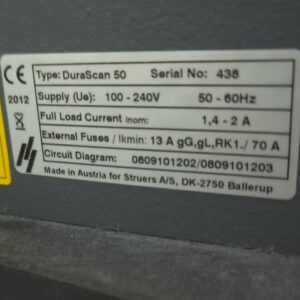 Type: DuraScan 50 Serial No: 438
2012
Supply (Ue): 100 - 240V 50 - 60Hz
Full Load Current Inom: 1,4 - 2 A
External Fuses / Ikmin: 13 A gG,gL,RK1./ 70 A
Circuit Diagram: 0809101202/0809101203
Made in Austria for Struers A/S, DK-2750 Ballerup